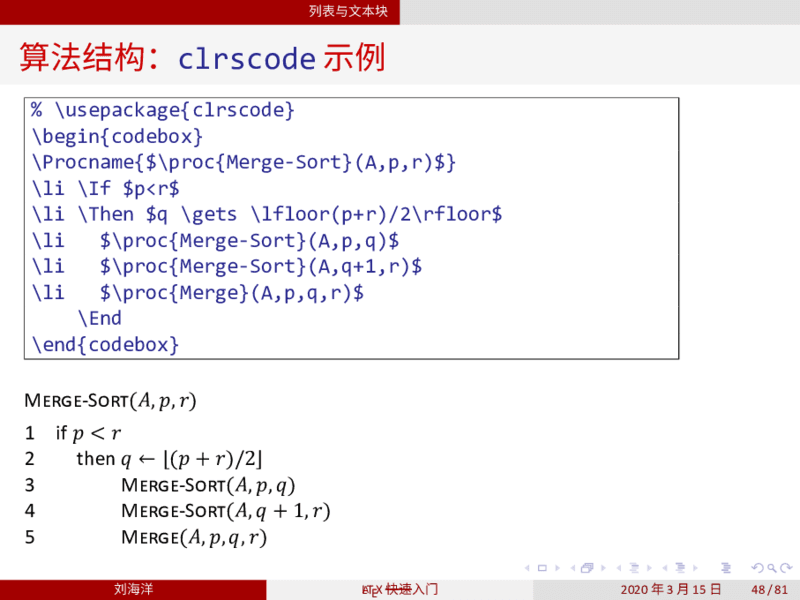 列表与文本块
算法结构：clrscode 示例
% \usepackage{clrscode}
\begin{codebox}
\Procname{$\proc{Merge-Sort}(A,p,r)$}
\li \If $p<r$
\li \Then $q \gets \lfloor(p+r)/2\rfloor$
\li   $\proc{Merge-Sort}(A,p,q)$
\li   $\proc{Merge-Sort}(A,q+1,r)$
\li   $\proc{Merge}(A,p,q,r)$
    \End
\end{codebox}
MERGE-SORT(A, p, r)
1 if p < r
2 then q ← ⌊(p + r)/2⌋
3 MERGE-SORT(A, p, q)
4 MERGE-SORT(A, q + 1, r)
5 MERGE(A, p, q, r)
刘海洋 LATEX 快速入门 2020 年 3 月 15 日 48 / 81